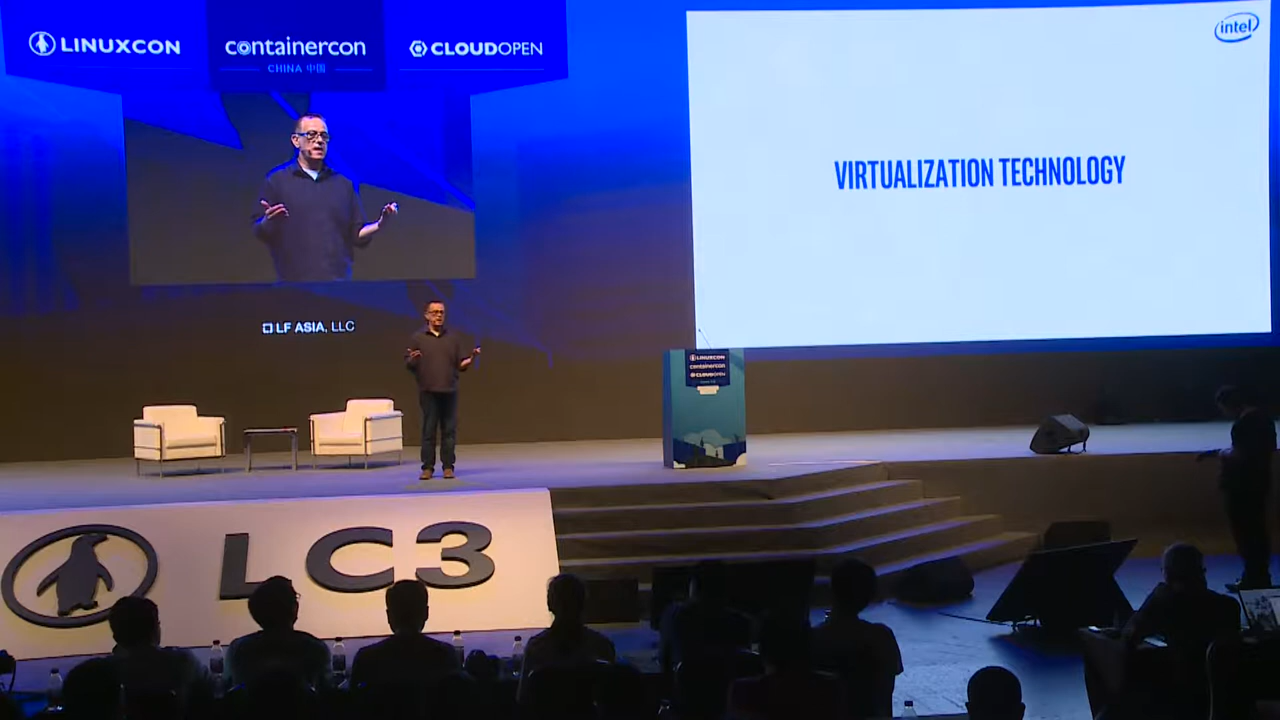 LINUXCON
containercon
CHINA 中国
CLOUDOPEN
intel
VIRTUALIZATION TECHNOLOGY
LF ASIA, LLC
LINUXCON
containercon
CLOUDOPEN
LC3